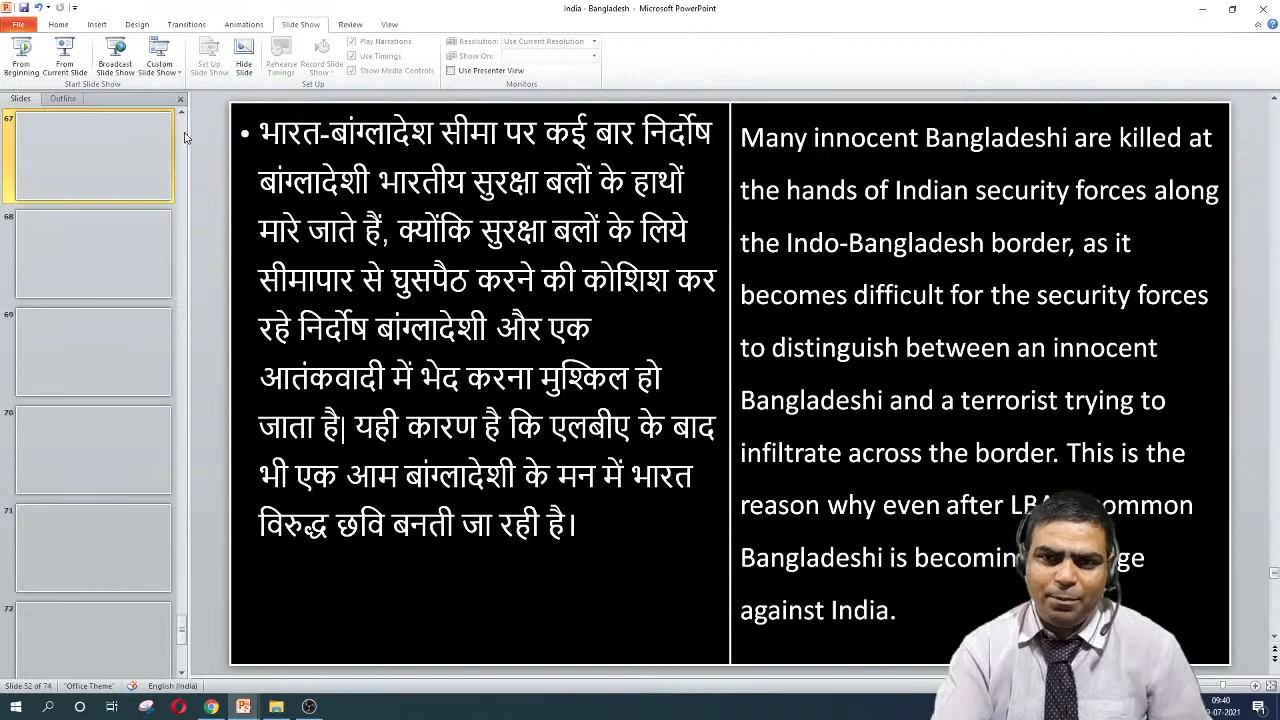 India - Bangladesh - Microsoft PowerPoint
File Home Insert Design Transitions Animations Slide Show Review View
Play Narrations
Use Timings
Show Media Controls
Resolution: Use Current Resolution
Show On:
Use Presenter View
From Beginning
From Current Slide
Broadcast Slide Show
Custom Slide Show
Set Up Slide Show
Hide Slide
Rehearse Timings
Record Slide Show
Start Slide Show
Set Up
Monitors
Slides Outline
67
68
69
70
71
72
• भारत-बांग्लादेश सीमा पर कई बार निर्दोष
बांग्लादेशी भारतीय सुरक्षा बलों के हाथों
मारे जाते हैं, क्योंकि सुरक्षा बलों के लिये
सीमापार से घुसपैठ करने की कोशिश कर
रहे निर्दोष बांग्लादेशी और एक
आतंकवादी में भेद करना मुश्किल हो
जाता है| यही कारण है कि एलबीए के बाद
भी एक आम बांग्लादेशी के मन में भारत
विरुद्ध छवि बनती जा रही है।
Many innocent Bangladeshi are killed at
the hands of Indian security forces along
the Indo-Bangladesh border, as it
becomes difficult for the security forces
to distinguish between an innocent
Bangladeshi and a terrorist trying to
infiltrate across the border. This is the
reason why even after
Bangladeshi is
against India.
Slide 52 of 74 "Office Theme" English (India)
09:40